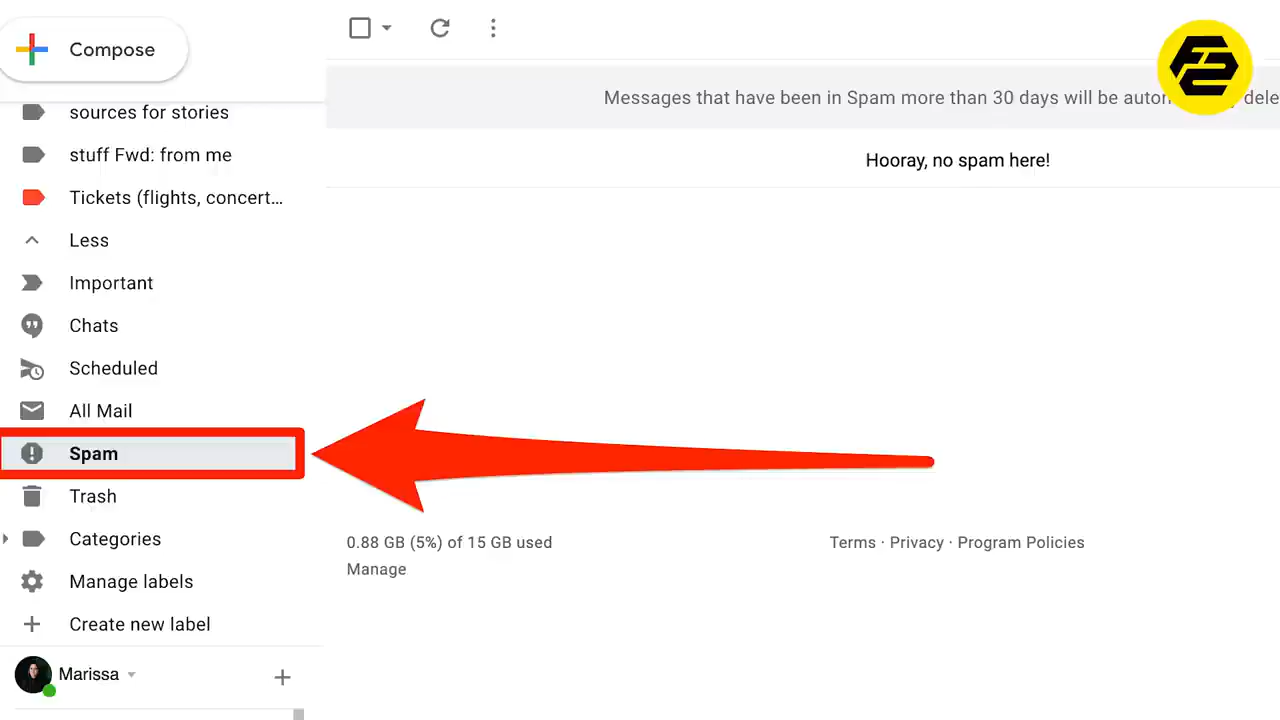 Compose
sources for stories
stuff Fwd: from me
Tickets (flights, concert...
Less
Important
Chats
Scheduled
All Mail
Spam
Trash
Categories
Manage labels
Create new label
Marissa
Messages that have been in Spam more than 30 days will be
Hooray, no spam here!
0.88 GB (5%) of 15 GB used
Manage
Terms · Privacy · Program Policies